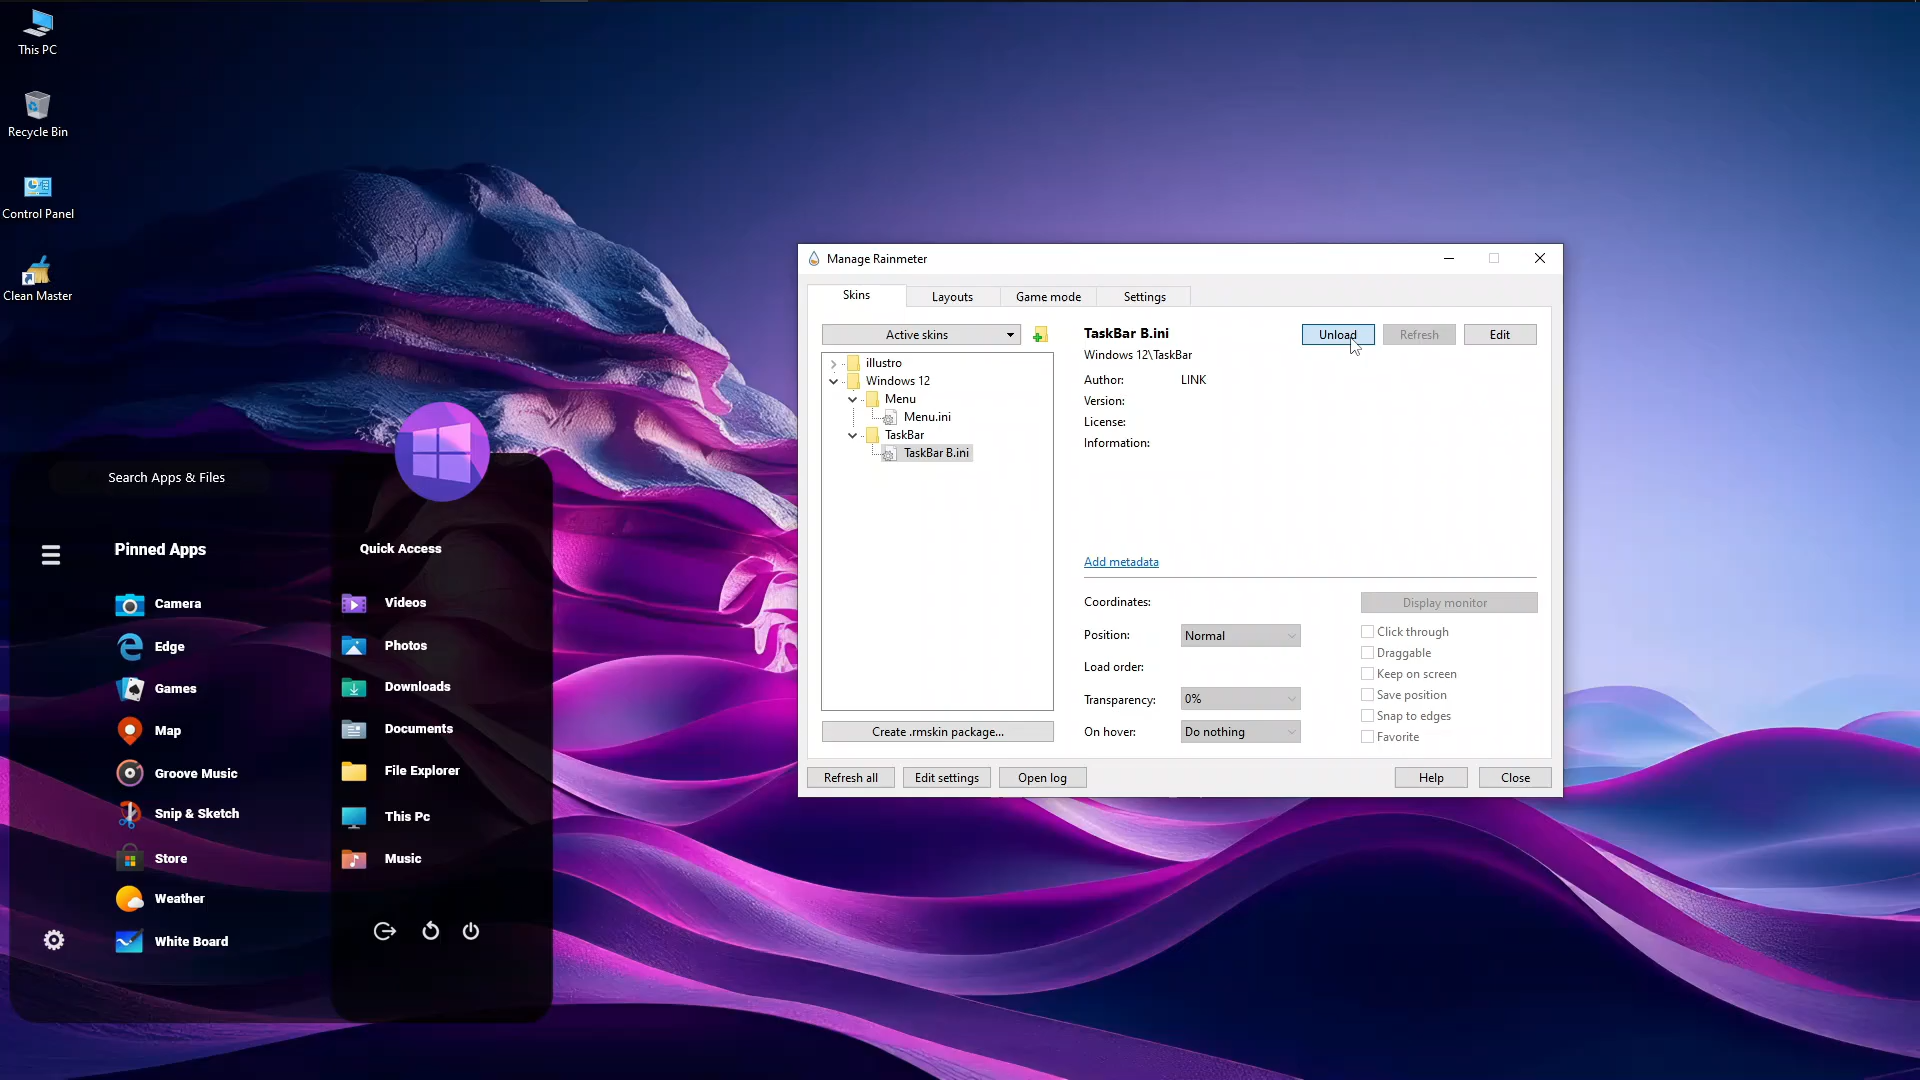 This PC
Recycle Bin
Control Panel
Clean Master
Search Apps & Files
Pinned Apps
Camera
Edge
Games
Map
Groove Music
Snip & Sketch
Store
Weather
White Board
Quick Access
Videos
Photos
Downloads
Documents
File Explorer
This Pc
Music
Manage Rainmeter
Skins
Layouts
Game mode
Settings
Active skins
illustro
Windows 12
Menu
Menu.ini
TaskBar
TaskBar B.ini
Create .rmskin package...
TaskBar B.ini
Unload
Refresh
Edit
Windows 12\TaskBar
Author: LINK
Version:
License:
Information:
Add metadata
Coordinates:
Display monitor
Position: Normal
Load order:
Transparency: 0%
On hover: Do nothing
Click through
Draggable
Keep on screen
Save position
Snap to edges
Favorite
Refresh all
Edit settings
Open log
Help
Close